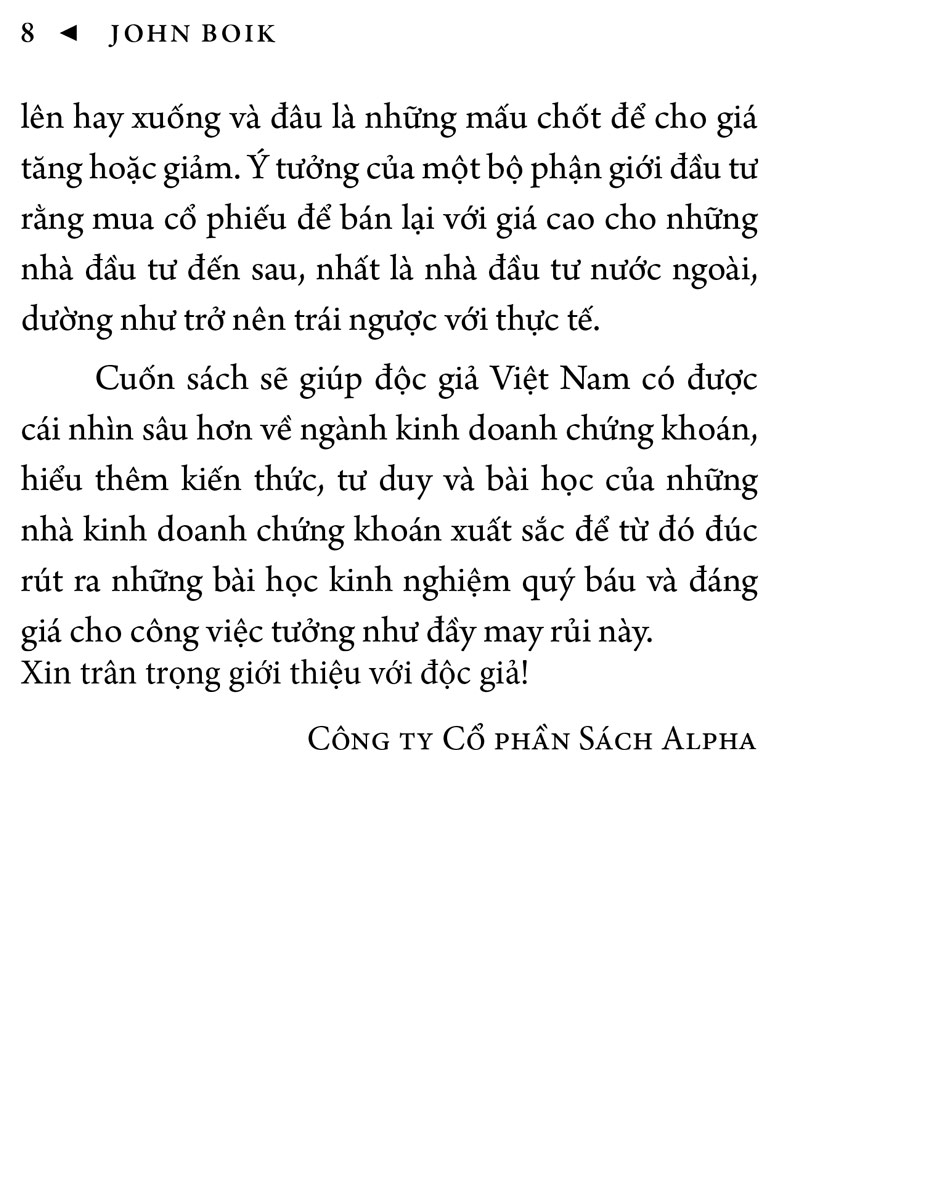 8 ◄ JOHN BOIK
lên hay xuống và đâu là những mấu chốt để cho giá
tăng hoặc giảm. Ý tưởng của một bộ phận giới đầu tư
rằng mua cổ phiếu để bán lại với giá cao cho những
nhà đầu tư đến sau, nhất là nhà đầu tư nước ngoài,
dường như trở nên trái ngược với thực tế.
Cuốn sách sẽ giúp độc giả Việt Nam có được
cái nhìn sâu hơn về ngành kinh doanh chứng khoán,
hiểu thêm kiến thức, tư duy và bài học của những
nhà kinh doanh chứng khoán xuất sắc để từ đó đúc
rút ra những bài học kinh nghiệm quý báu và đáng
giá cho công việc tưởng như đầy may rủi này.
Xin trân trọng giới thiệu với độc giả!
Công ty Cổ phần Sách Alpha